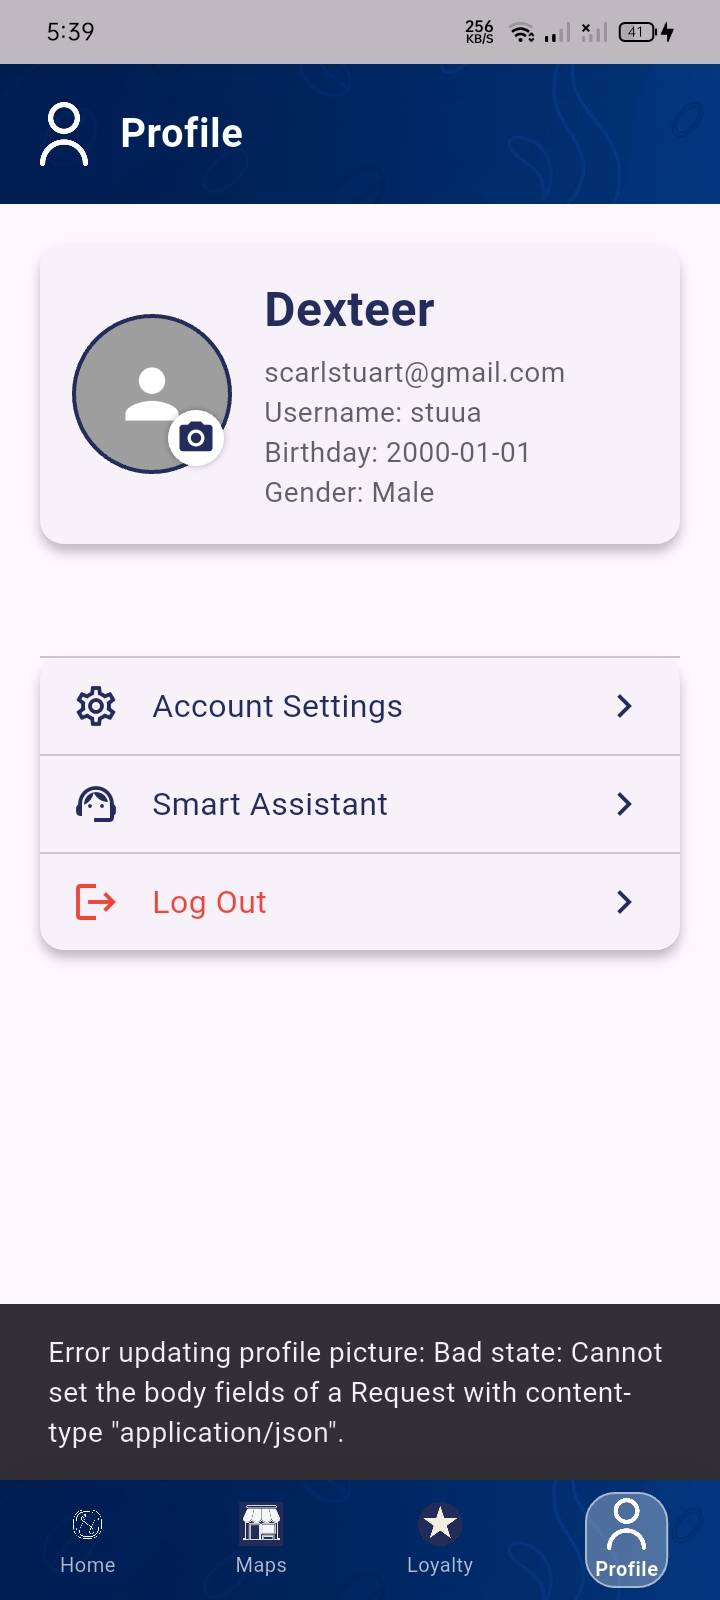 5:39
256
KB/S
41
Profile
Dexteer
scarlstuart@gmail.com
Username: stuua
Birthday: 2000-01-01
Gender: Male
Account Settings
Smart Assistant
Log Out
Error updating profile picture: Bad state: Cannot
set the body fields of a Request with content-
type "application/json".
Home
Maps
Loyalty
Profile